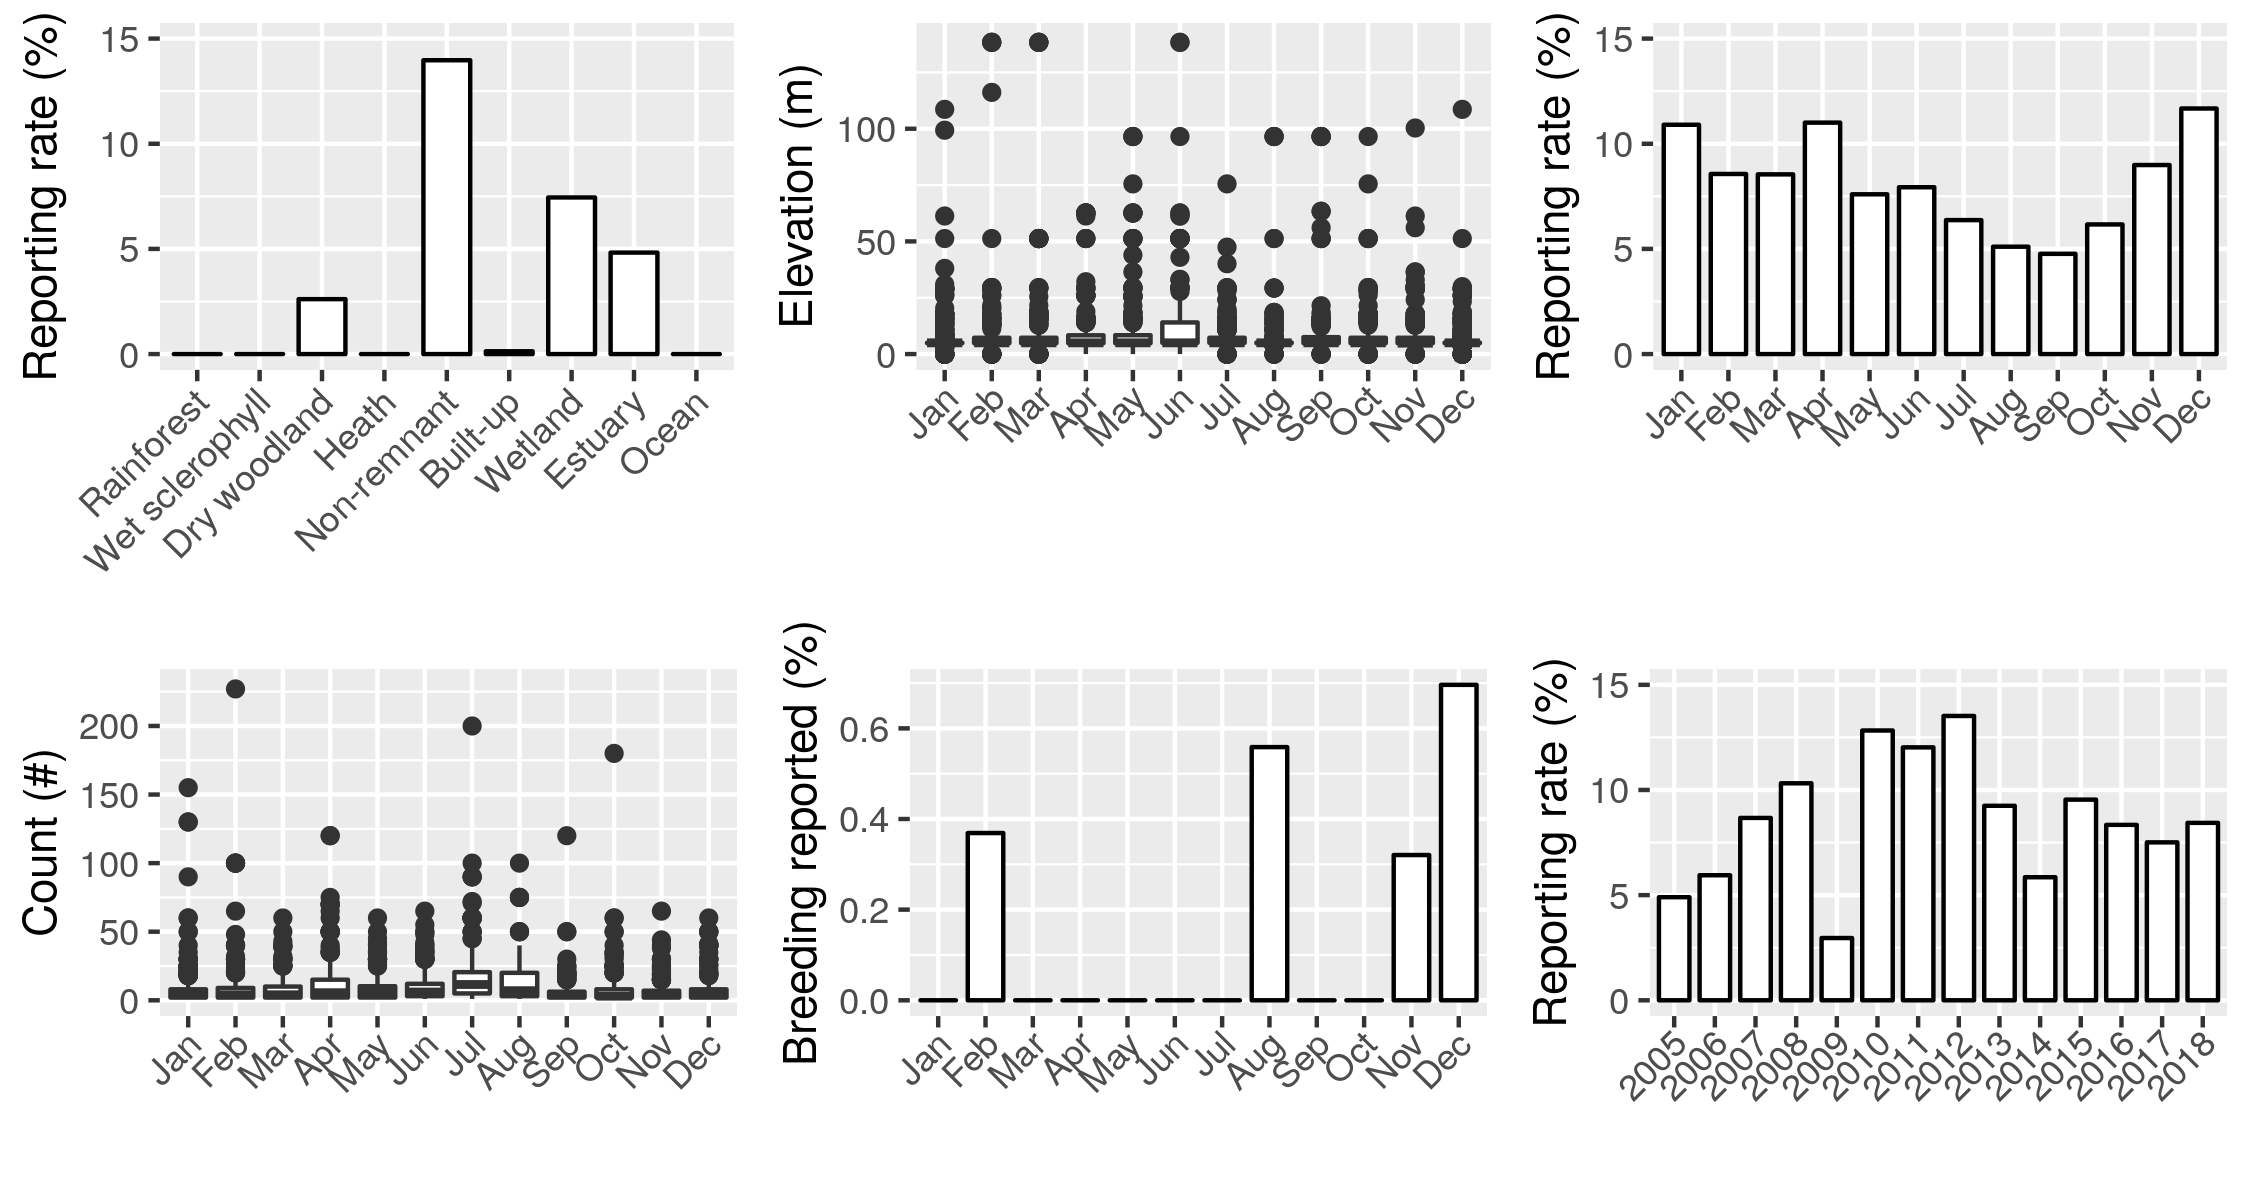 Reporting rate (%)
15
10
5
0
Rainforest
Wet sclerophyll
Dry woodland
Heath
Non-remnant
Built-up
Wetland
Estuary
Ocean
Elevation (m)
100
50
0
Jan Feb Mar Apr May Jun Jul Aug Sep Oct Nov Dec
Reporting rate (%)
15
10
5
0
Jan Feb Mar Apr May Jun Jul Aug Sep Oct Nov Dec
Count (#)
200
150
100
50
0
Jan Feb Mar Apr May Jun Jul Aug Sep Oct Nov Dec
Breeding reported (%)
0.6
0.4
0.2
0.0
Jan Feb Mar Apr May Jun Jul Aug Sep Oct Nov Dec
Reporting rate (%)
15
10
5
0
2005 2006 2007 2008 2009 2010 2011 2012 2013 2014 2015 2016 2017 2018